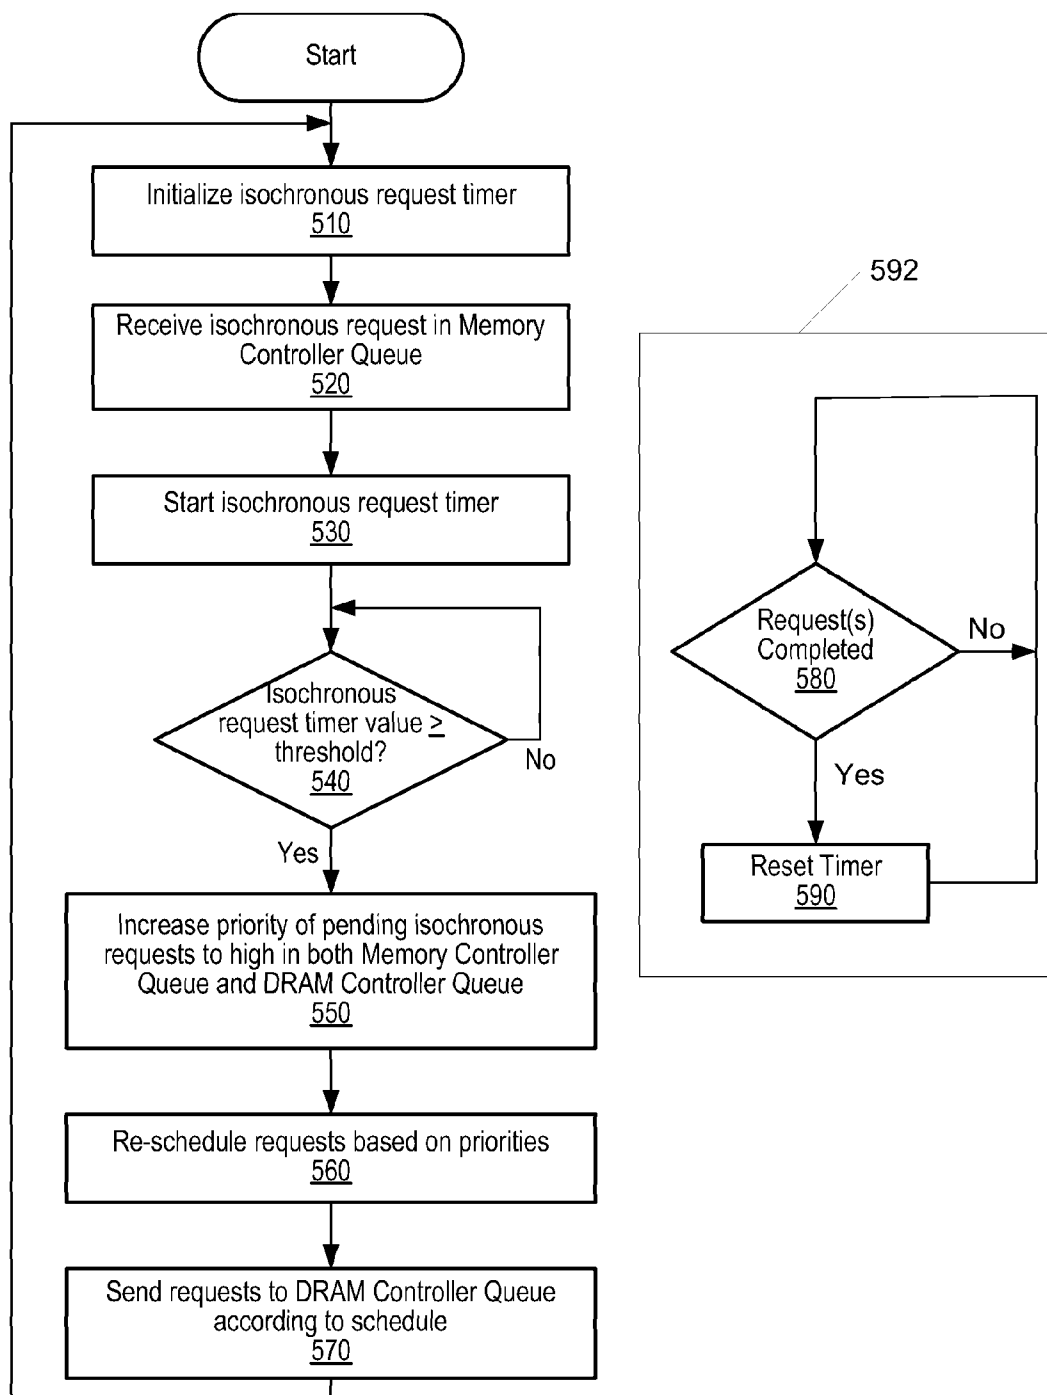 Start
Initialize isochronous request timer
510
Receive isochronous request in Memory
Controller Queue
520
Start isochronous request timer
530
Isochronous
request timer value ≥
threshold?
540
No
Yes
Increase priority of pending isochronous
requests to high in both Memory Controller
Queue and DRAM Controller Queue
550
Re-schedule requests based on priorities
560
Send requests to DRAM Controller Queue
according to schedule
570
592
Request(s)
Completed
580
No
Yes
Reset Timer
590